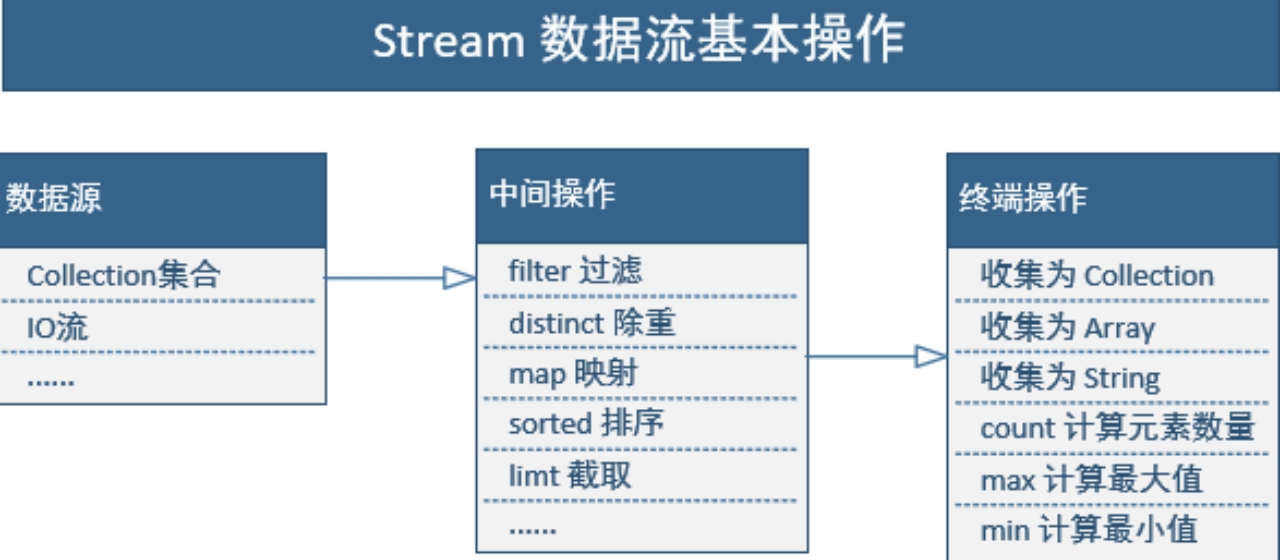 Stream 数据流基本操作
数据源
Collection集合
IO流
......
中间操作
filter 过滤
distinct 除重
map 映射
sorted 排序
limt 截取
......
终端操作
收集为 Collection
收集为 Array
收集为 String
count 计算元素数量
max 计算最大值
min 计算最小值